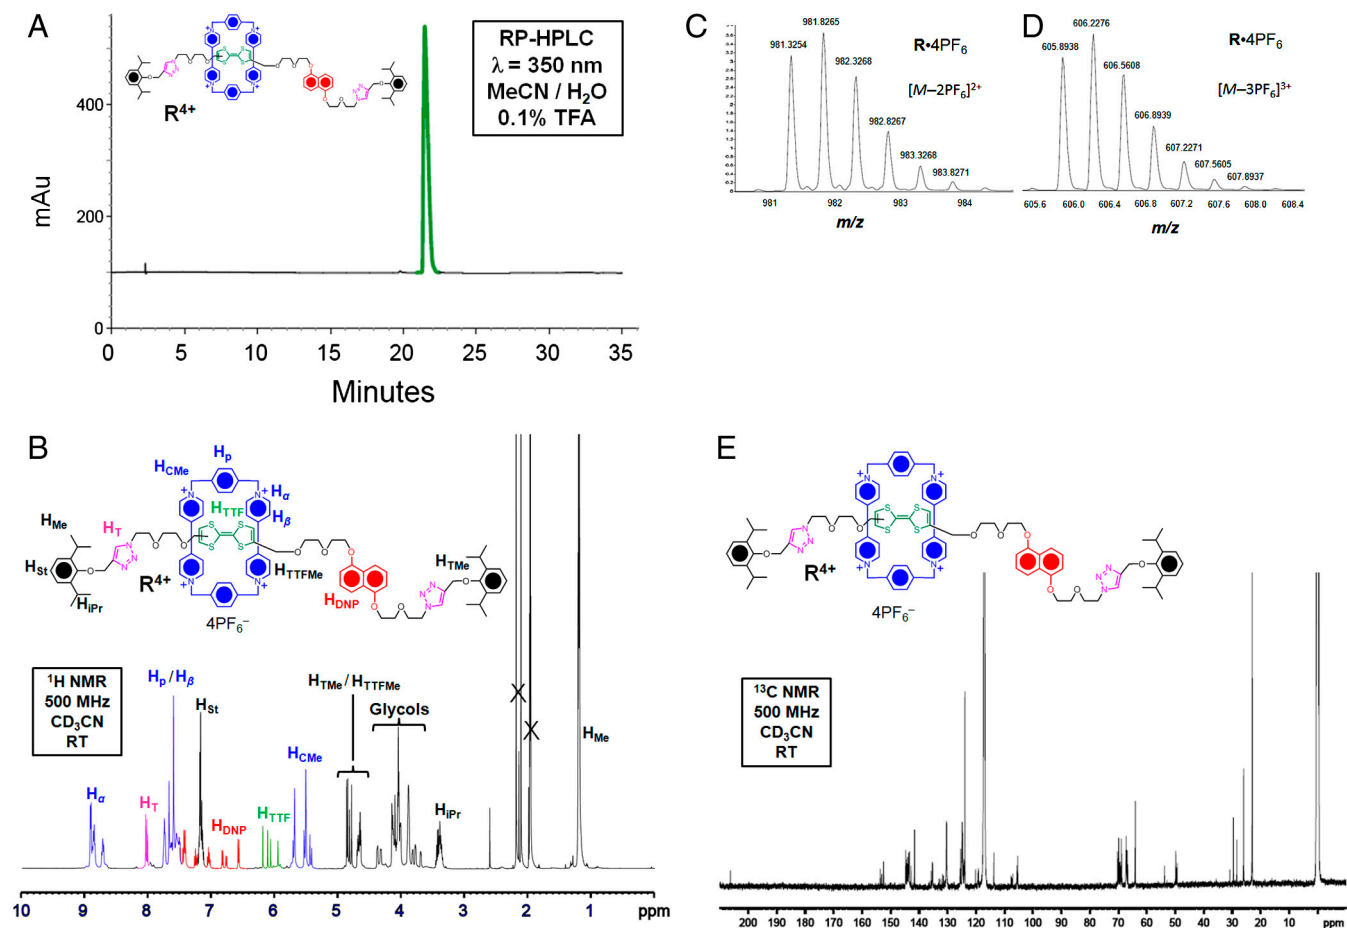 A
mAu
400
200
0
0 5 10 15 20 25 30 35
Minutes
R4+
RP-HPLC
λ = 350 nm
MeCN / H2O
0.1% TFA
C
981.3254
981.8265
982.3268
982.8267
983.3268
983.8271
R•4PF6
[M–2PF6]2+
981 982 983 984
m/z
D
605.8938
606.2276
606.5608
606.8939
607.2271
607.5605
607.8937
R•4PF6
[M–3PF6]3+
605.6 606.0 606.4 606.8 607.2 607.6 608.0 608.4
m/z
B
Hp
HCMe
Hα
Hβ
HTTF
HMe
HT
HSt
HiPr
R4+
HTTFMe
HTMe
HDNP
4PF6–
1H NMR
500 MHz
CD3CN
RT
Hα
HT
Hp / Hβ
HSt
HDNP
HTTF
HCMe
HTMe / HTTFMe
Glycols
HiPr
X
X
HMe
10 9 8 7 6 5 4 3 2 1 ppm
E
R4+
4PF6–
13C NMR
500 MHz
CD3CN
RT
200 190 180 170 160 150 140 130 120 110 100 90 80 70 60 50 40 30 20 10 ppm